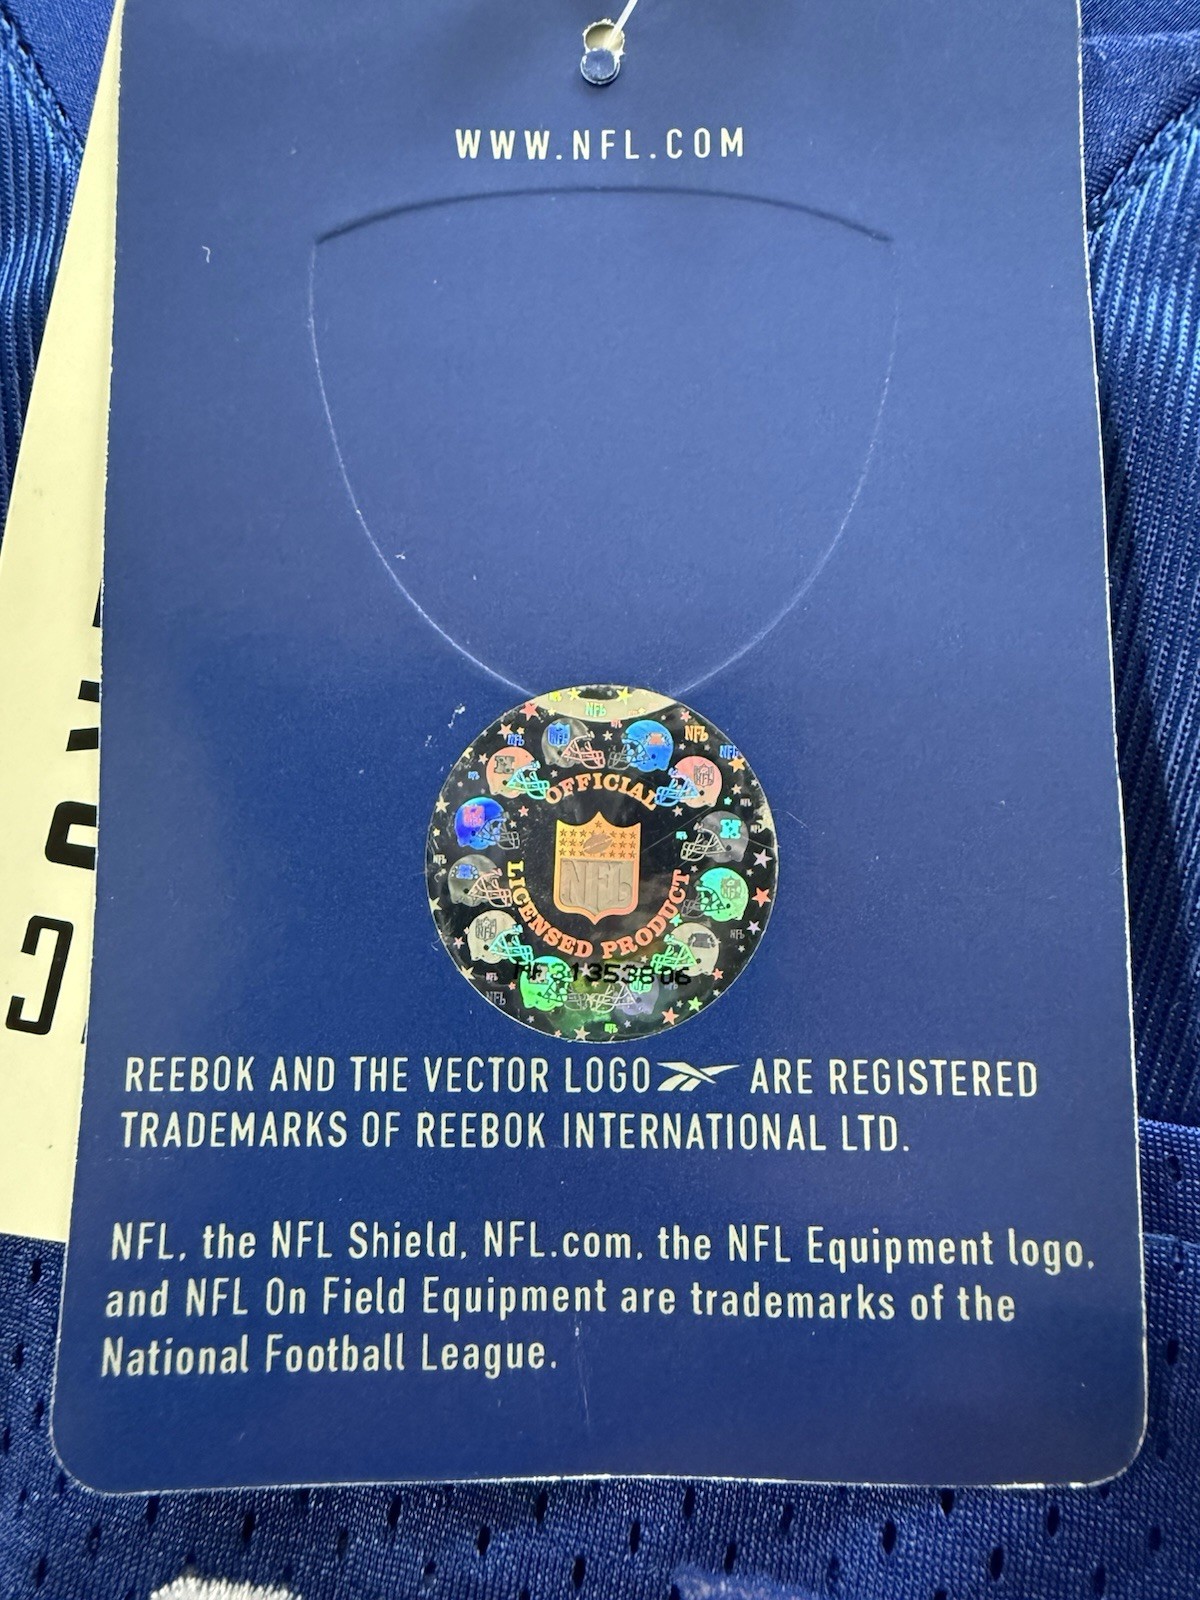 WWW.NFL.COM
OFFICIAL
NFL
LICENSED PRODUCT
REEBOK AND THE VECTOR LOGO ARE REGISTERED
TRADEMARKS OF REEBOK INTERNATIONAL LTD.
NFL, the NFL Shield, NFL.com, the NFL Equipment logo,
and NFL On Field Equipment are trademarks of the
National Football League.